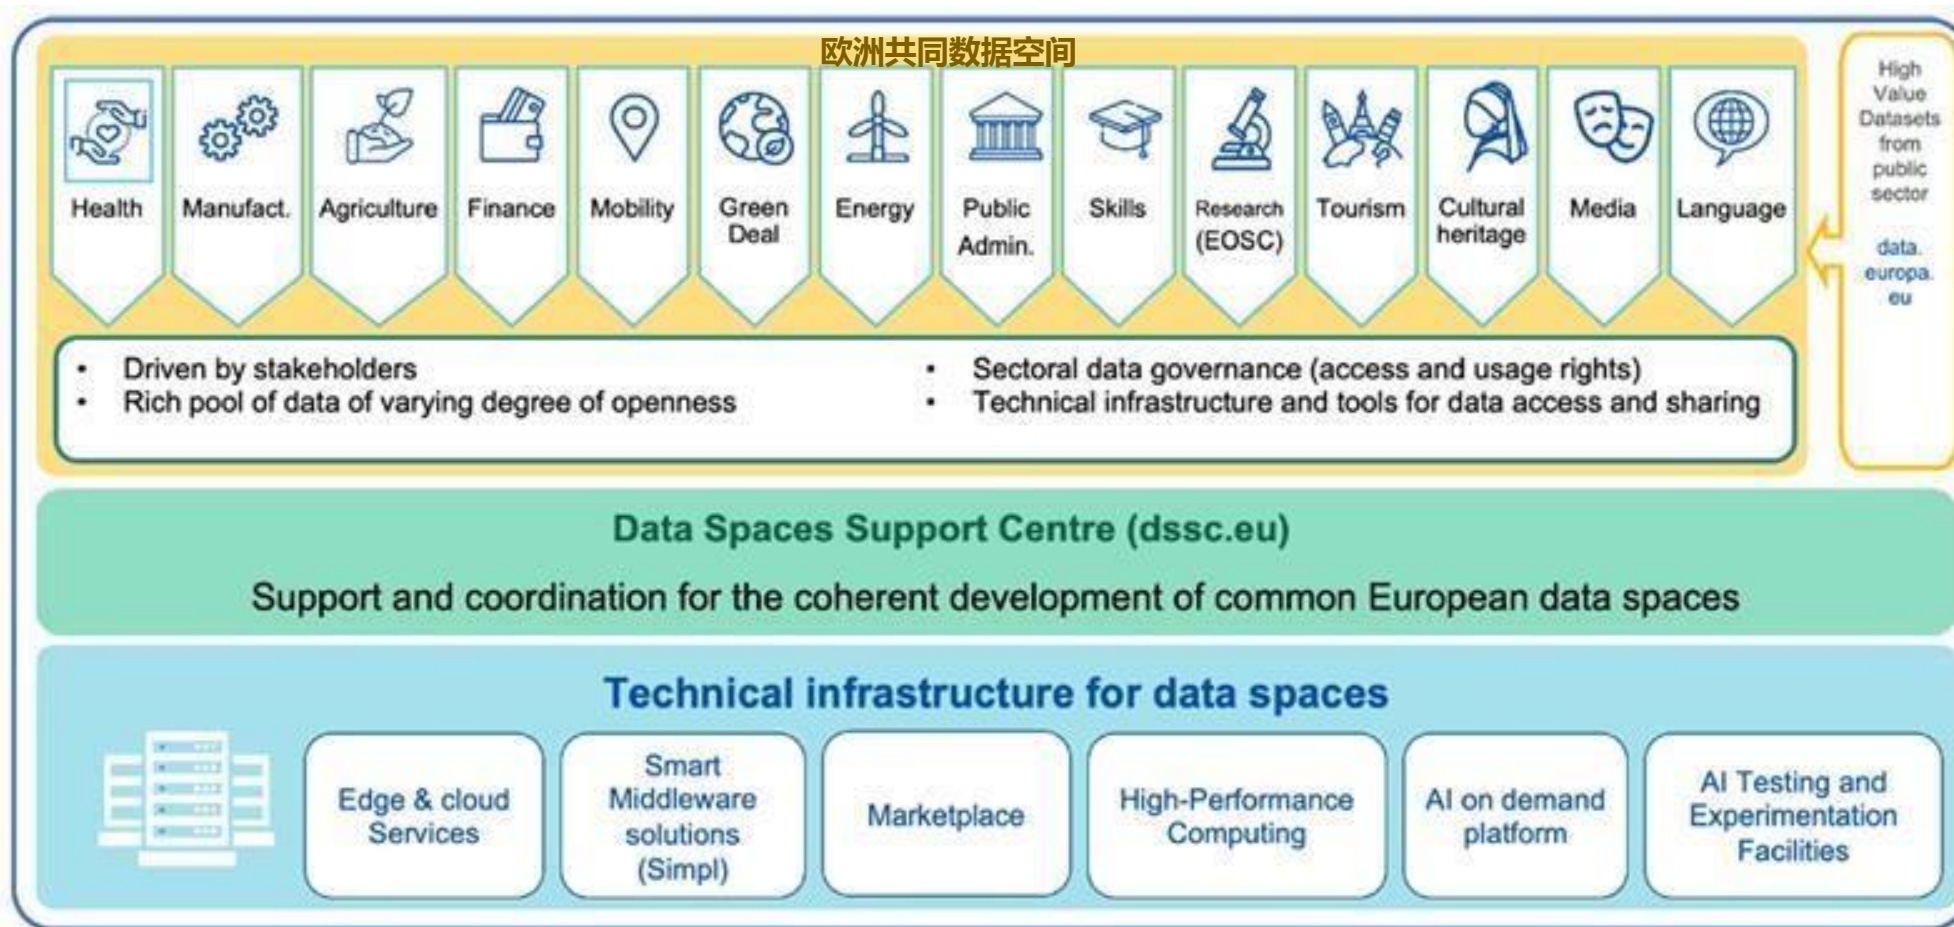 欧洲共同数据空间
Health
Manufact.
Agriculture
Finance
Mobility
Green
Deal
Energy
Public
Admin.
Skills
Research
(EOSC)
Tourism
Cultural
heritage
Media
Language
High
Value
Datasets
from
public
sector
data.
europa.
eu
• Driven by stakeholders
• Rich pool of data of varying degree of openness
• Sectoral data governance (access and usage rights)
• Technical infrastructure and tools for data access and sharing
Data Spaces Support Centre (dssc.eu)
Support and coordination for the coherent development of common European data spaces
Technical infrastructure for data spaces
Edge & cloud
Services
Smart
Middleware
solutions
(Simpl)
Marketplace
High-Performance
Computing
AI on demand
platform
AI Testing and
Experimentation
Facilities